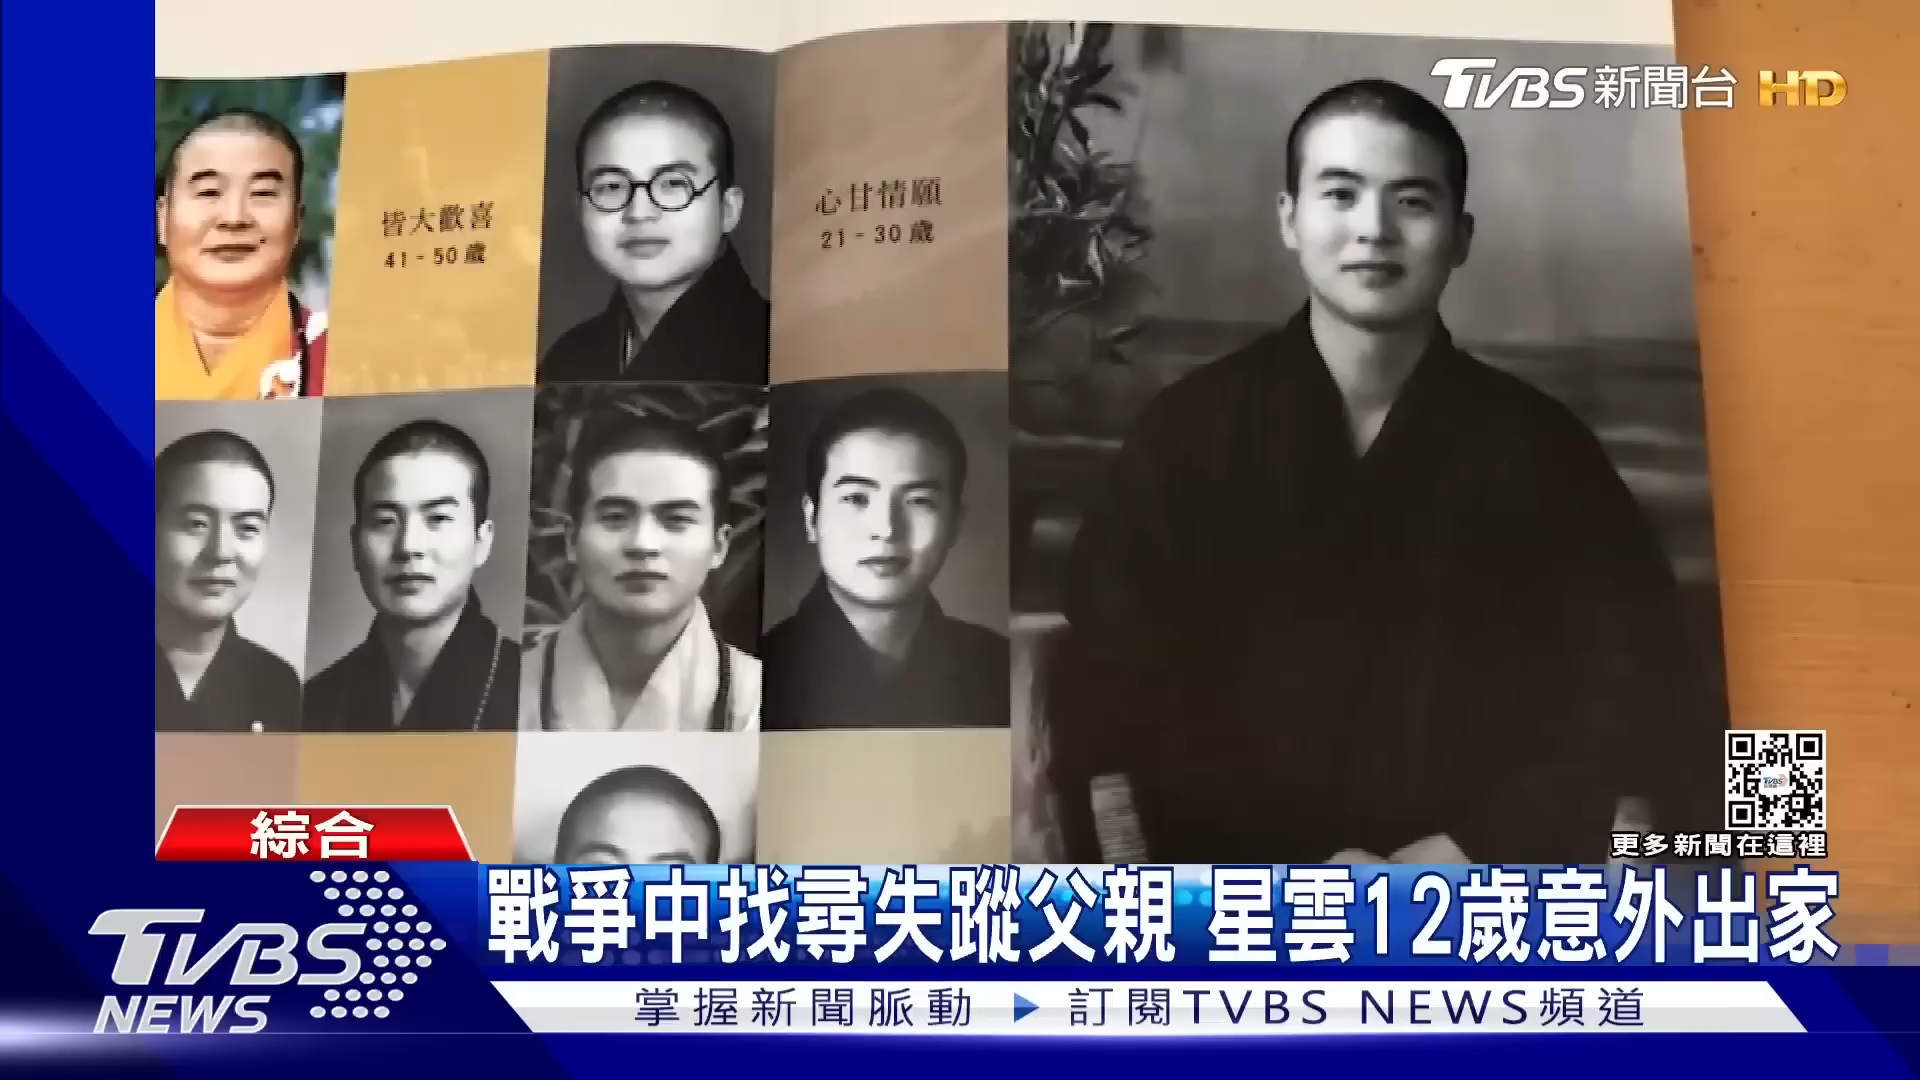 TVBS新聞台 HD
皆大歡喜
41-50歲
心甘情願
21-30歲
更多新聞在這裡
綜合
戰爭中找尋失蹤父親 星雲12歲意外出家
TVBS
NEWS
掌握新聞脈動 ▶ 訂閱TVBS NEWS頻道